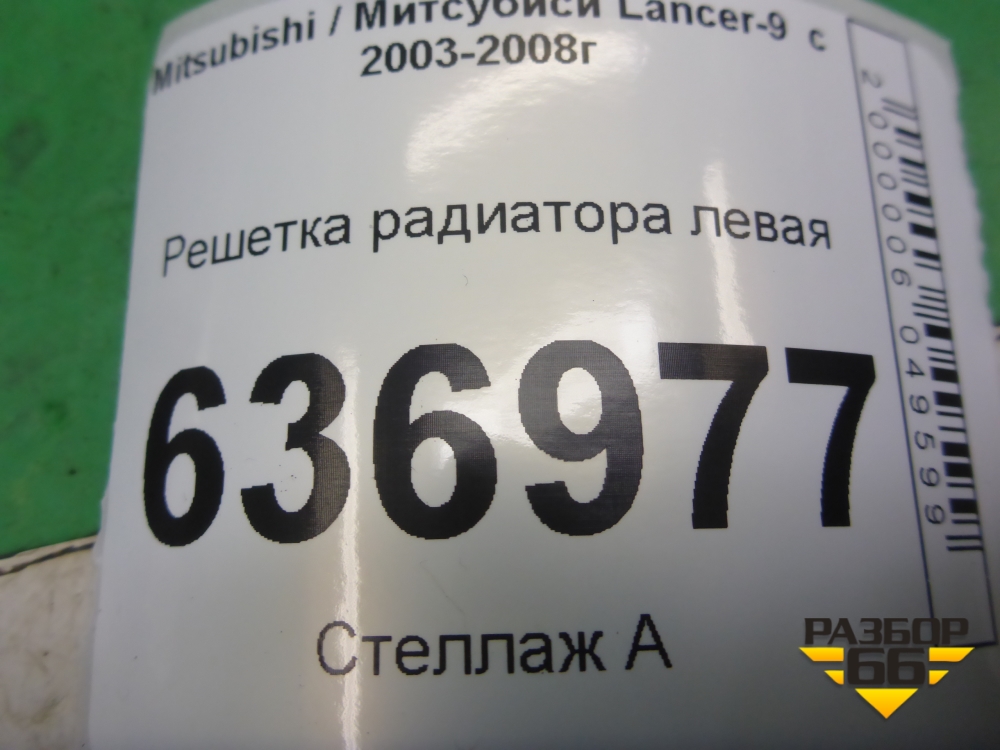 Mitsubishi / Митсубиси Lancer-9 с
2003-2008г
Решетка радиатора левая
636977
Стеллаж А
2000006049599
РАЗБОР
66